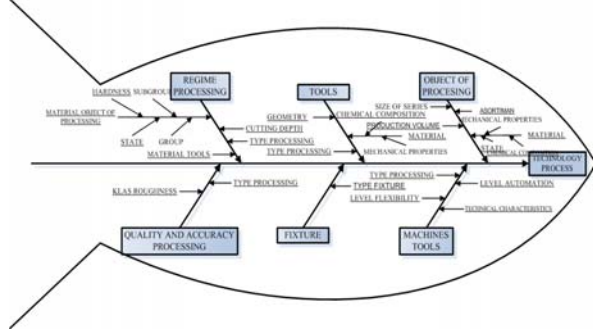 REGIME
PROCESSING
TOOLS
OBJECT OF
PROCESING
HARDNESS SUBGROUP
MATERIAL OBJECT OF
PROCESSING
STATE
GROUP
CUTTING DEPTH
TYPE PROCESSING
MATERIAL TOOLS
GEOMETRY
CHEMICAL COMPOSITION
MATERIAL
TYPE PROCESSING
MECHANICAL PROPERTIES
SIZE OF SERIES
ASORTIMAN
PRODUCTION VOLUME
MECHANICAL PROPERTIES
MATERIAL
STATE
TECHNOLOGY
PROCESS
KLAS ROUGHNESS
TYPE PROCESSING
TYPE FIXTURE
TYPE PROCESSING
LEVEL AUTOMATION
LEVEL FLEXIBILITY
TECHNICAL CHARACTERISTICS
QUALITY AND ACCURACY
PROCESSING
FIXTURE
MACHINES
TOOLS